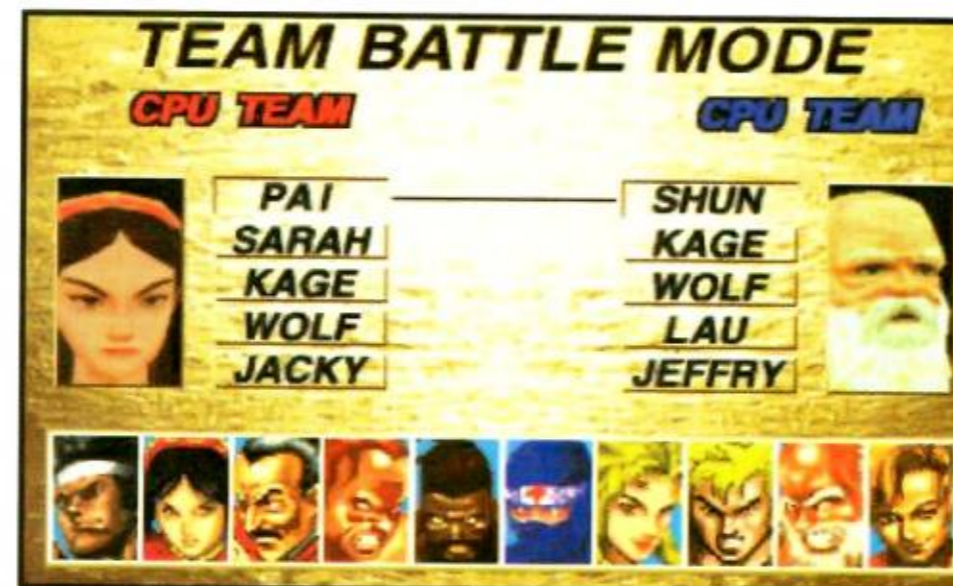 TEAM BATTLE MODE
CPU TEAM CPU TEAM
PAI SHUN
SARAH KAGE
KAGE WOLF
WOLF LAU
JACKY JEFFRY